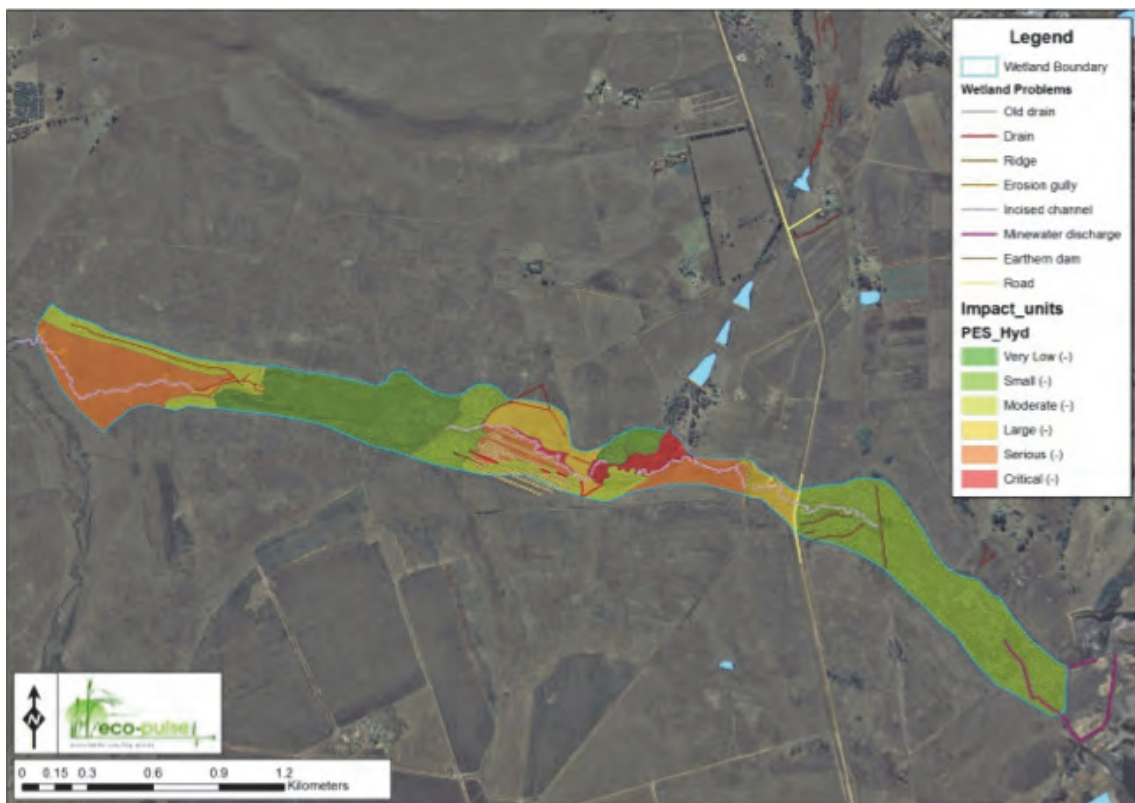 Legend
Wetland Boundary
Wetland Problems
Old drain
Drain
Ridge
Erosion gully
Incised channel
Minewater discharge
Earthern dam
Road
Impact_units
PES_Hyd
Very Low (-)
Small (-)
Moderate (-)
Large (-)
Serious (-)
Critical (-)
N
eco-pulse
0 0.15 0.3 0.6 0.9 1.2
Kilometers